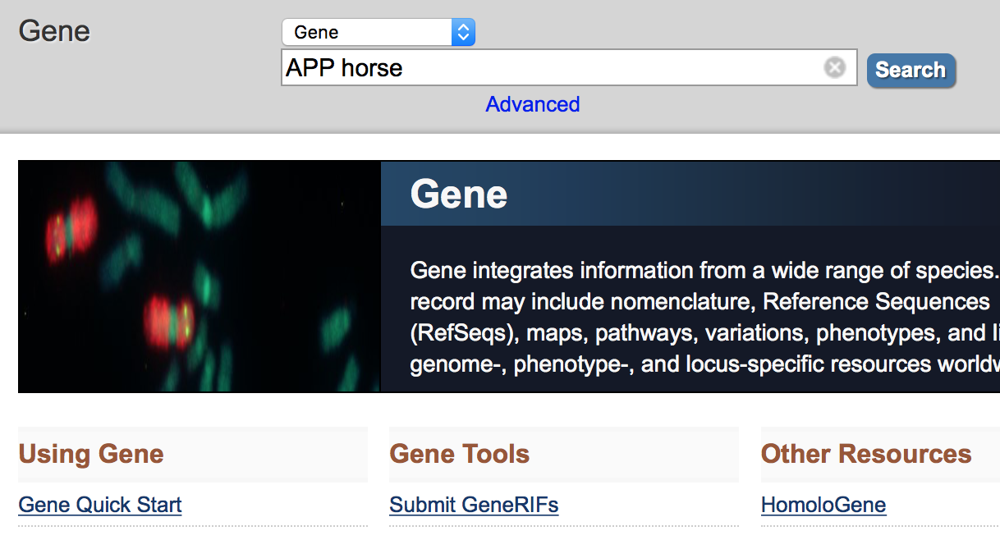 Gene
Gene
APP horse
Search
Advanced
Gene
Gene integrates information from a wide range of species.
record may include nomenclature, Reference Sequences
(RefSeqs), maps, pathways, variations, phenotypes, and
genome-, phenotype-, and locus-specific resources
Using Gene
Gene Tools
Other Resources
Gene Quick Start
Submit GeneRIFs
HomoloGene